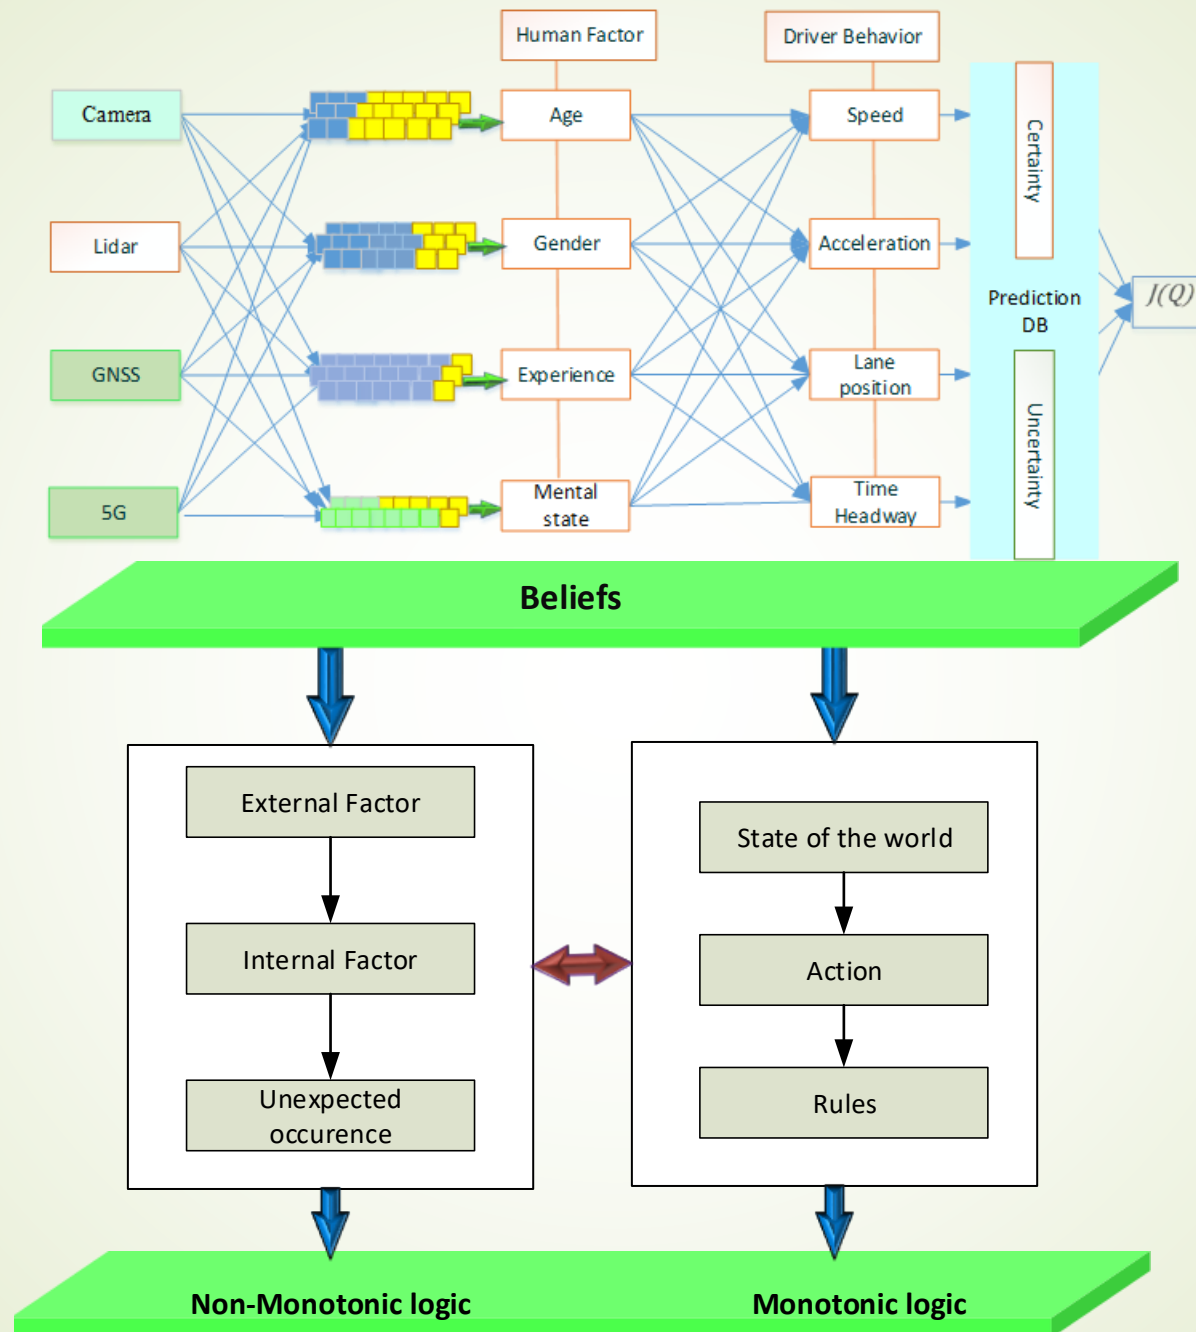 Human Factor
Driver Behavior
Camera
Age
Speed
Certainty
Lidar
Gender
Acceleration
Prediction
DB
J(Q)
GNSS
Experience
Lane
position
Uncertainty
5G
Mental
state
Time
Headway
Beliefs
External Factor
State of the world
Internal Factor
Action
Unexpected
occurence
Rules
Non-Monotonic logic
Monotonic logic